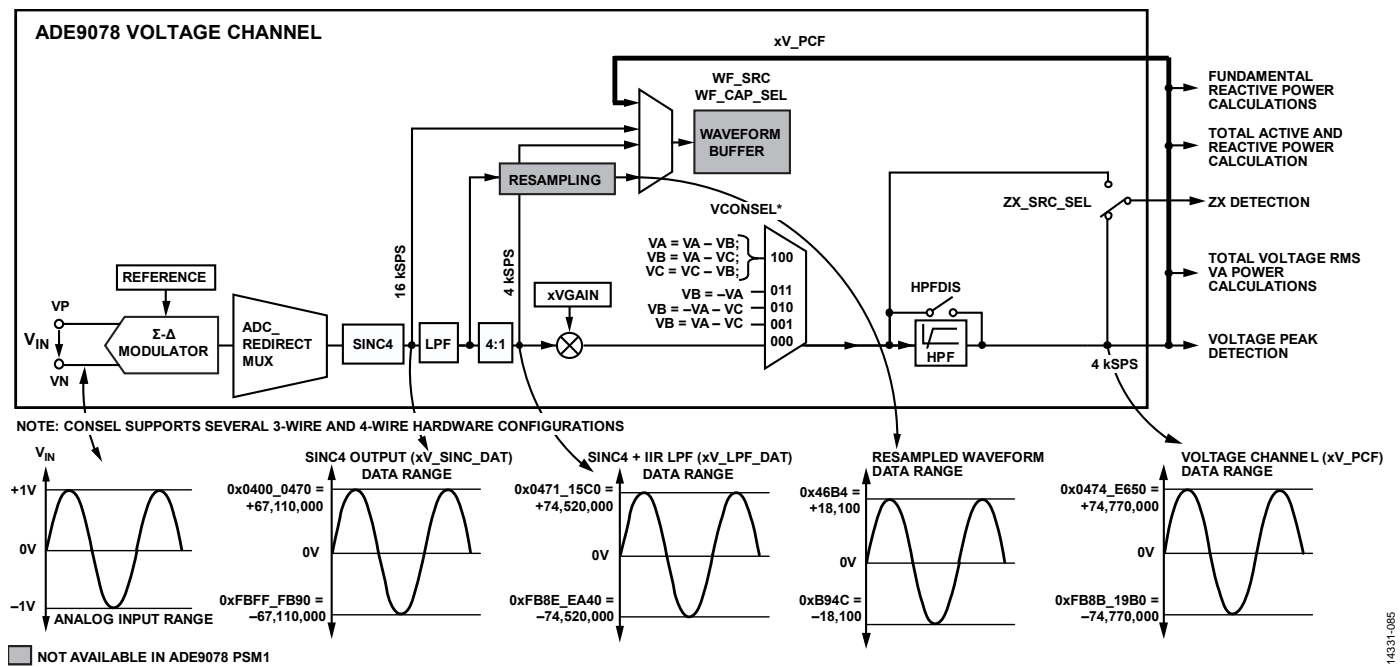 ADE9078 VOLTAGE CHANNEL
xV_PCF
WF_SRC
WF_CAP_SEL
WAVEFORM
BUFFER
RESAMPLING
FUNDAMENTAL
REACTIVE POWER
CALCULATIONS
TOTAL ACTIVE AND
REACTIVE POWER
CALCULATION
ZX_SRC_SEL
ZX DETECTION
TOTAL VOLTAGE RMS
VA POWER
CALCULATIONS
VOLTAGE PEAK
DETECTION
VCONSEL*
VA = VA – VB;
VB = VA – VC;
VC = VC – VB;
100
VB = –VA
011
VB = –VA – VC
010
VB = VA – VC
001
000
16 kSPS
4 kSPS
xVGAIN
HPFDIS
HPF
4 kSPS
REFERENCE
VP
VIN
VN
Σ-Δ
MODULATOR
ADC_
REDIRECT
MUX
SINC4
LPF
4:1
NOTE: CONSEL SUPPORTS SEVERAL 3-WIRE AND 4-WIRE HARDWARE CONFIGURATIONS
VIN
+1V
0V
–1V
ANALOG INPUT RANGE
SINC4 OUTPUT (xV_SINC_DAT)
DATA RANGE
0x0400_0470 =
+67,110,000
0V
0xFBFF_FB90 =
–67,110,000
SINC4 + IIR LPF (xV_LPF_DAT)
DATA RANGE
0x0471_15C0 =
+74,520,000
0V
0xFB8E_EA40 =
–74,520,000
RESAMPLED WAVEFORM
DATA RANGE
0x46B4 =
+18,100
0V
0xB94C =
–18,100
VOLTAGE CHANNEL (xV_PCF)
DATA RANGE
0x0474_E650 =
+74,770,000
0V
0xFB8B_19B0 =
–74,770,000
NOT AVAILABLE IN ADE9078 PSM1
14331-085